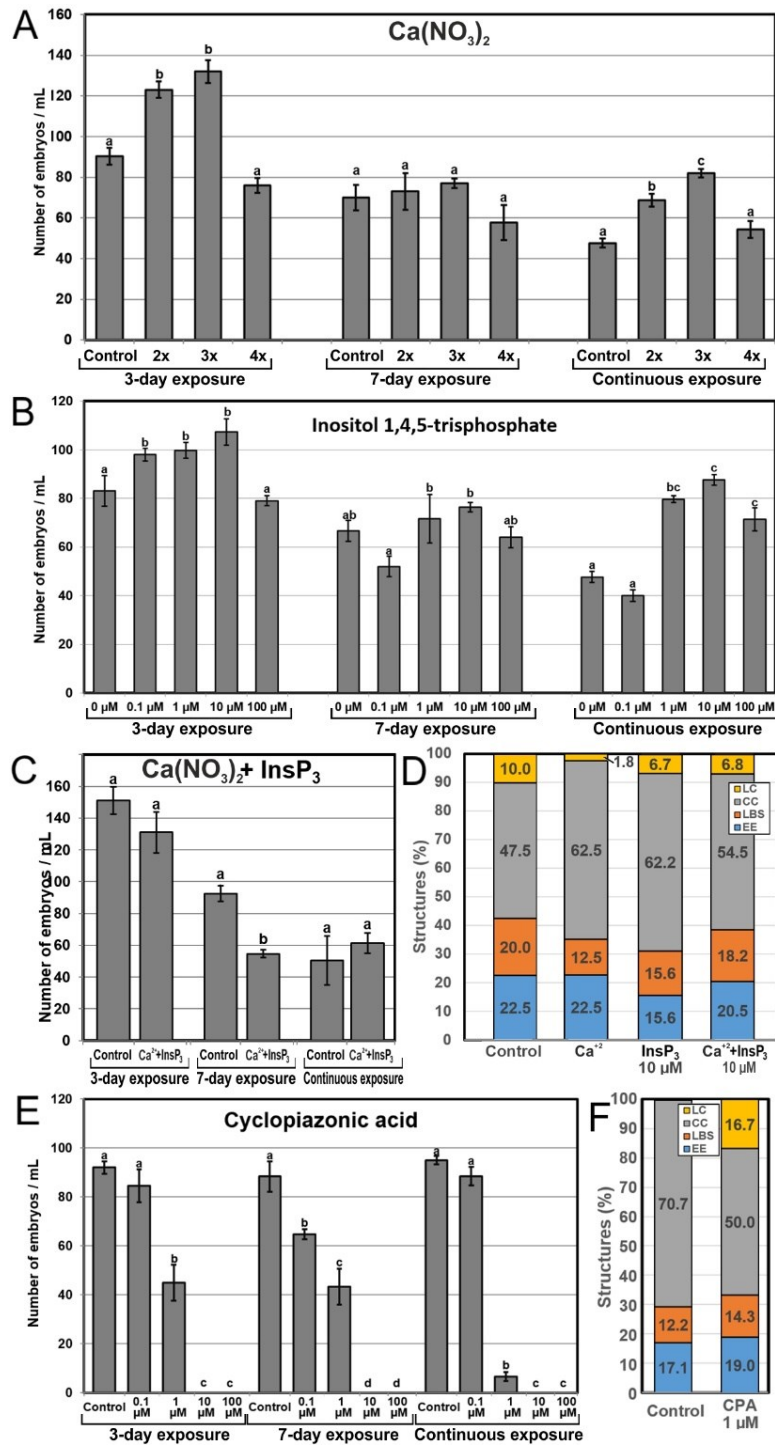 A
Ca(NO3)2
Number of embryos / mL
160
140
120
100
80
60
40
20
0
a b b a a a a a a b c a
Control 2x 3x 4x Control 2x 3x 4x Control 2x 3x 4x
3-day exposure 7-day exposure Continuous exposure
B
Inositol 1,4,5-trisphosphate
Number of embryos / mL
120
100
80
60
40
20
0
a b b b a ab a b b ab a a bc c c
0 µM 0.1 µM 1 µM 10 µM 100 µM 0 µM 0.1 µM 1 µM 10 µM 100 µM 0 µM 0.1 µM 1 µM 10 µM 100 µM
3-day exposure 7-day exposure Continuous exposure
C
Ca(NO3)2+ InsP3
Number of embryos / mL
160
140
120
100
80
60
40
20
0
a a a b a a
Control Ca²⁺+InsP3 Control Ca²⁺+InsP3 Control Ca²⁺+InsP3
3-day exposure 7-day exposure Continuous exposure
D
Structures (%)
100
90
80
70
60
50
40
30
20
10
0
LC
CC
LBS
EE
10.0 1.8 6.7 6.8
47.5 62.5 62.2 54.5
20.0 12.5 15.6 18.2
22.5 22.5 15.6 20.5
Control Ca⁺² InsP3 Ca⁺²+InsP3
10 µM 10 µM
E
Cyclopiazonic acid
Number of embryos / mL
120
100
80
60
40
20
0
a a b c c a b c d d a a b c c
Control 0.1 µM 1 µM 10 µM 100 µM Control 0.1 µM 1 µM 10 µM 100 µM Control 0.1 µM 1 µM 10 µM 100 µM
3-day exposure 7-day exposure Continuous exposure
F
Structures (%)
100
90
80
70
60
50
40
30
20
10
0
LC
CC
LBS
EE
16.7
70.7 50.0
12.2 14.3
17.1 19.0
Control CPA
1 µM